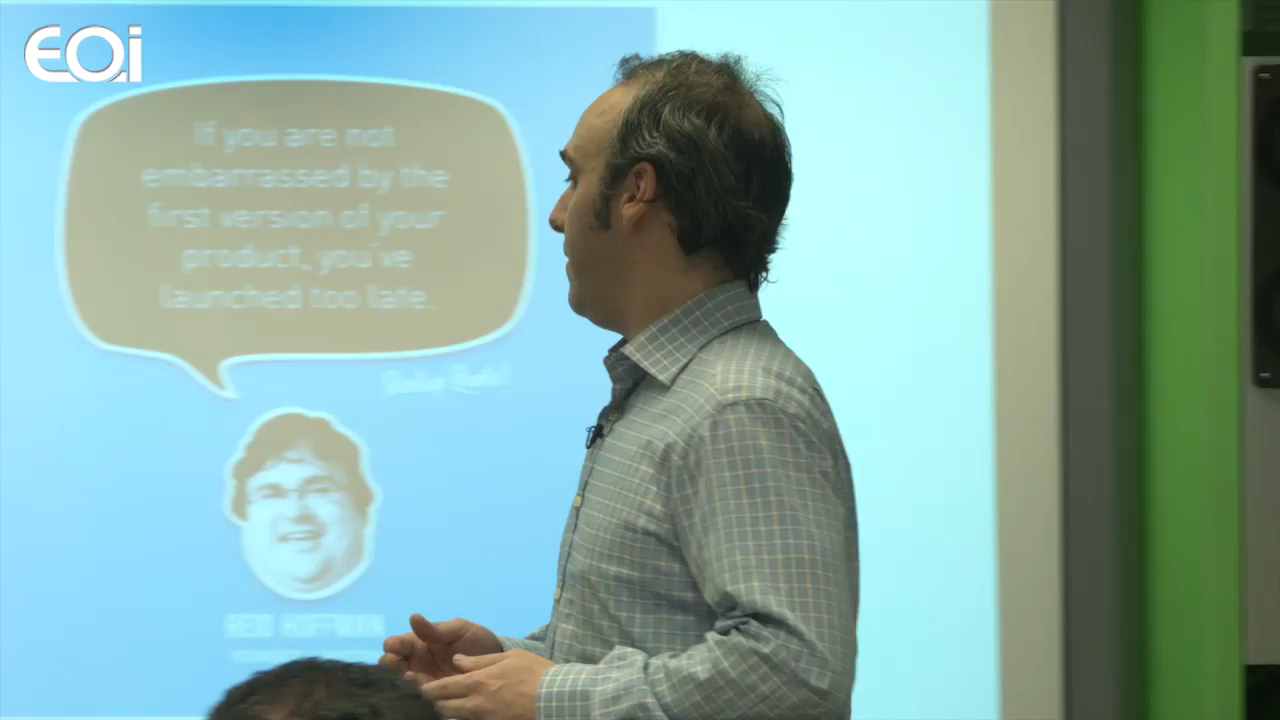 EOi
If you are not
embarrassed by the
first version of your
product, you've
launched too late.
REID HOFFMAN